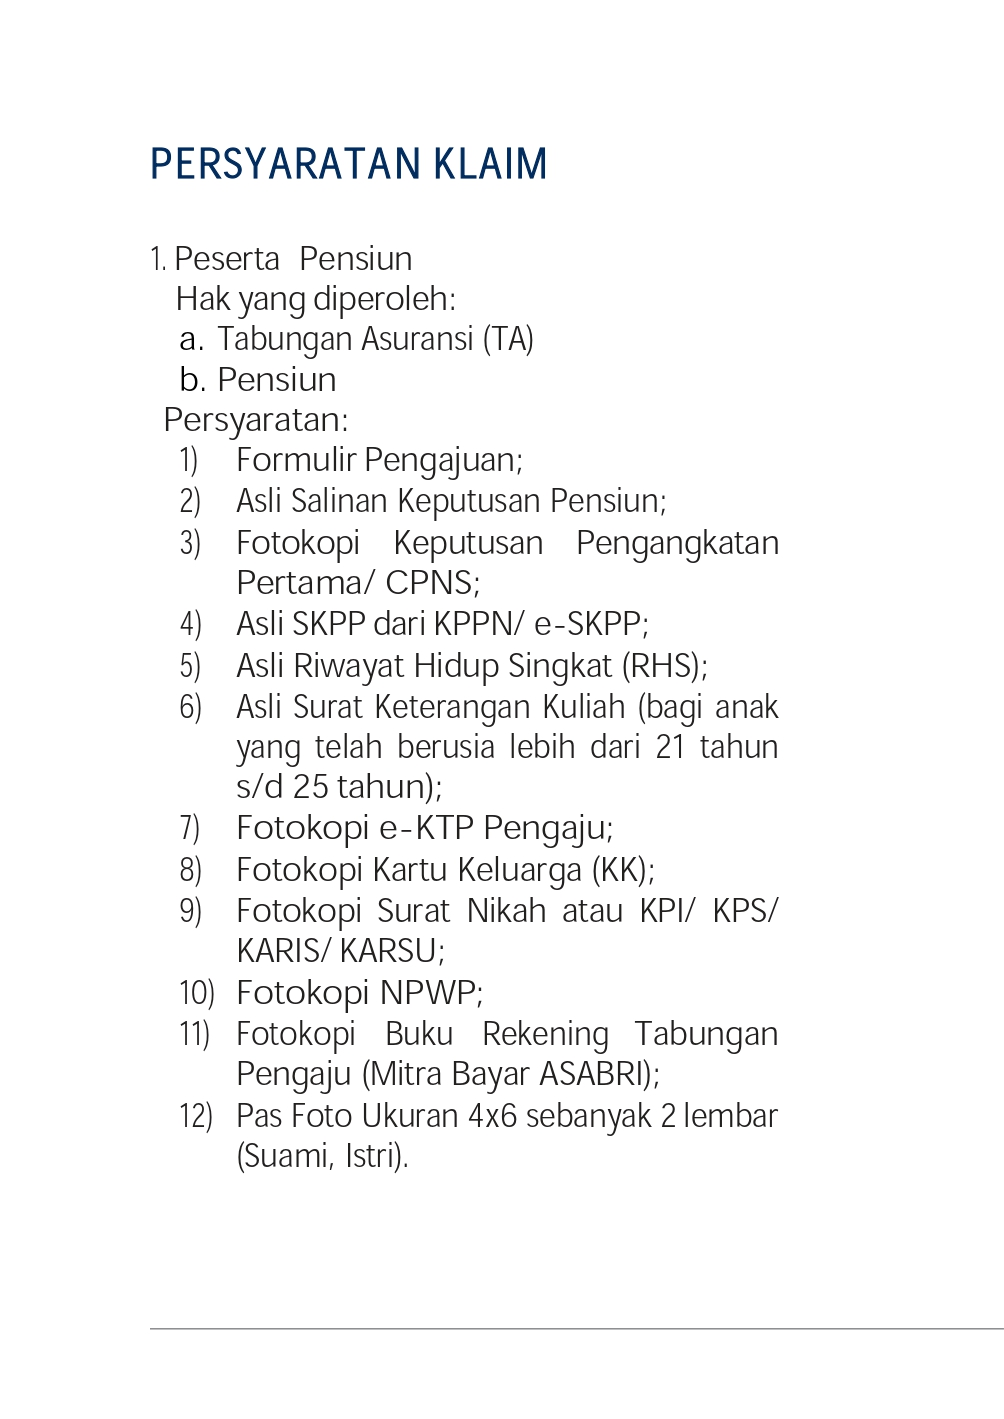 PERSYARATAN KLAIM
1. Peserta Pensiun
Hak yang diperoleh:
a. Tabungan Asuransi (TA)
b. Pensiun
Persyaratan:
1) Formulir Pengajuan;
2) Asli Salinan Keputusan Pensiun;
3) Fotokopi Keputusan Pengangkatan
Pertama/ CPNS;
4) Asli SKPP dari KPPN/ e-SKPP;
5) Asli Riwayat Hidup Singkat (RHS);
6) Asli Surat Keterangan Kuliah (bagi anak
yang telah berusia lebih dari 21 tahun
s/d 25 tahun);
7) Fotokopi e-KTP Pengaju;
8) Fotokopi Kartu Keluarga (KK);
9) Fotokopi Surat Nikah atau KPI/ KPS/
KARIS/ KARSU;
10) Fotokopi NPWP;
11) Fotokopi Buku Rekening Tabungan
Pengaju (Mitra Bayar ASABRI);
12) Pas Foto Ukuran 4x6 sebanyak 2 lembar
(Suami, Istri).